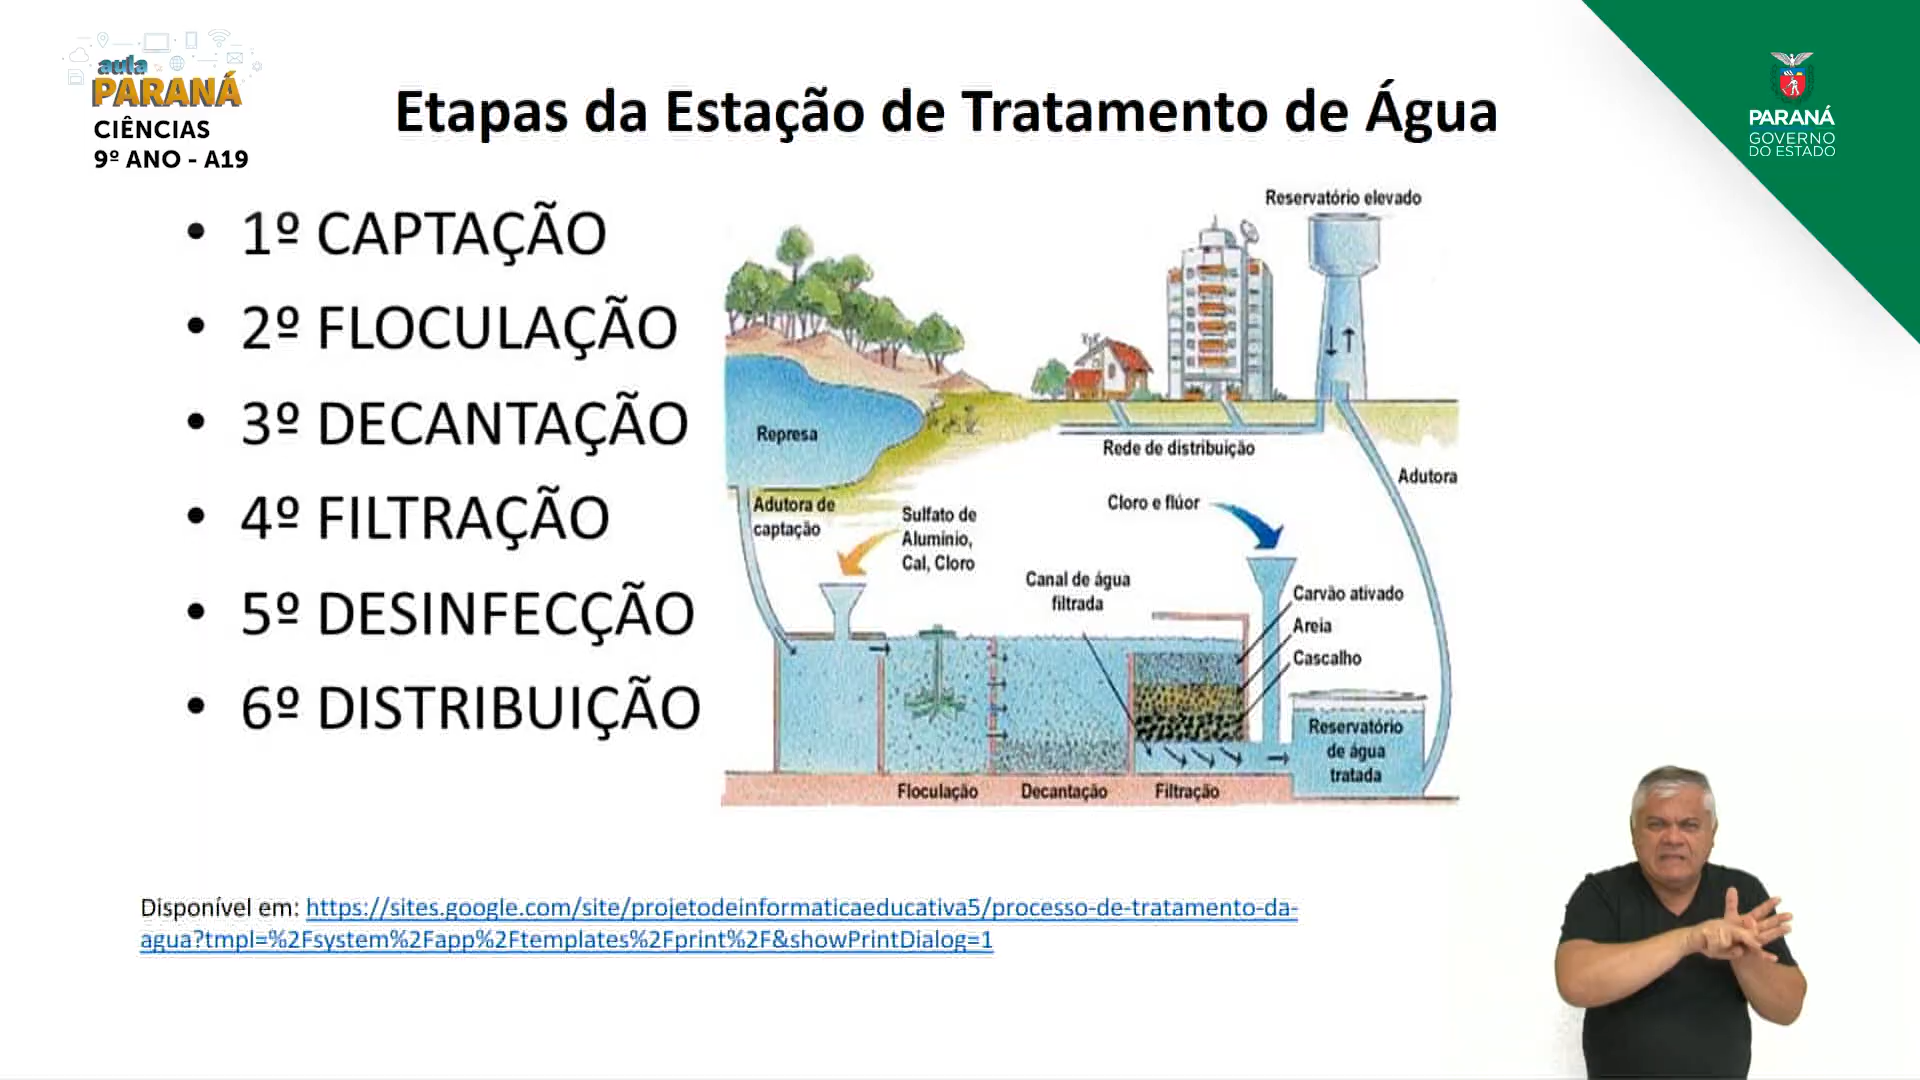 aula
PARANÁ
CIÊNCIAS
9º ANO - A19
Etapas da Estação de Tratamento de Água
PARANÁ
GOVERNO
DO ESTADO
• 1º CAPTAÇÃO
• 2º FLOCULAÇÃO
• 3º DECANTAÇÃO
• 4º FILTRAÇÃO
• 5º DESINFECÇÃO
• 6º DISTRIBUIÇÃO
Reservatório elevado
Represa
Rede de distribuição
Adutora
Adutora de
captação
Sulfato de
Alumínio,
Cal, Cloro
Cloro e flúor
Canal de água
filtrada
Carvão ativado
Areia
Cascalho
Reservatório
de água
tratada
Floculação
Decantação
Filtração
Disponível em: https://sites.google.com/site/projetodeinformaticaeducativa5/processo-de-tratamento-da-
agua?tmpl=%2Fsystem%2Fapp%2Ftemplates%2Fprint%2F&showPrintDialog=1